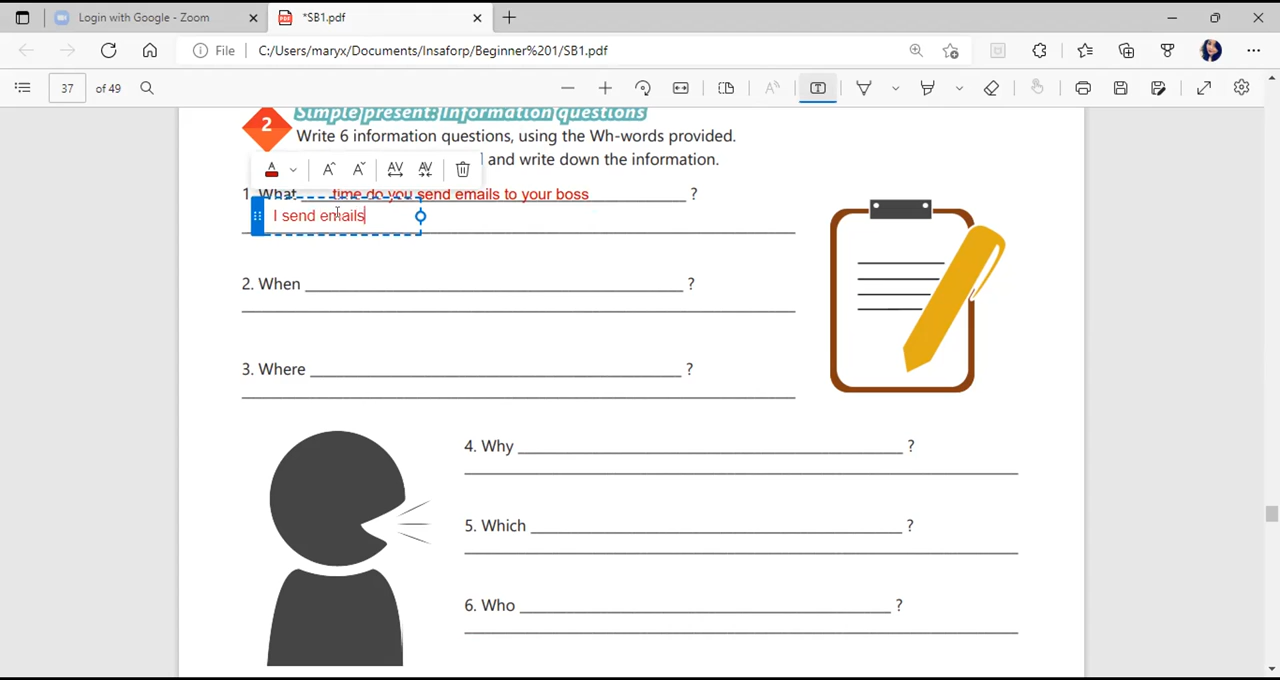 Login with Google - Zoom
*SB1.pdf
File
C:/Users/maryx/Documents/Insaforp/Beginner%201/SB1.pdf
37 of 49
2 Simple present: Information questions
Write 6 information questions, using the Wh-words provided.
and write down the information.
1. What time do you send emails to your boss ?
I send emails
2. When ?
3. Where ?
4. Why ?
5. Which ?
6. Who ?